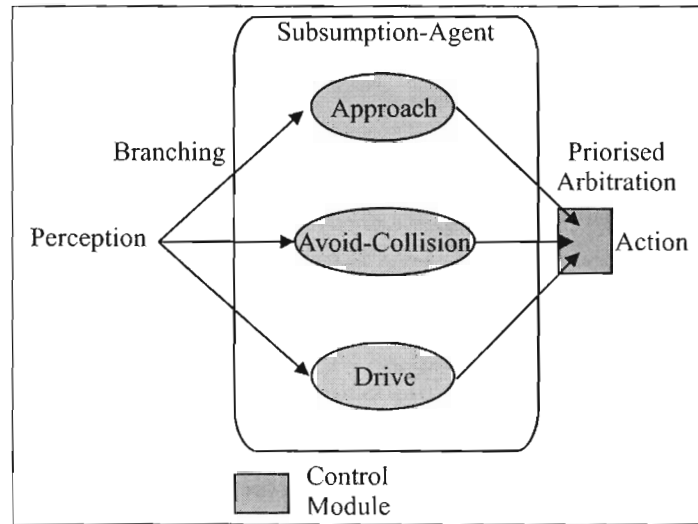 Subsumption-Agent
Approach
Branching
Priorised
Arbitration
Perception
Avoid-Collision
Action
Drive
Control
Module